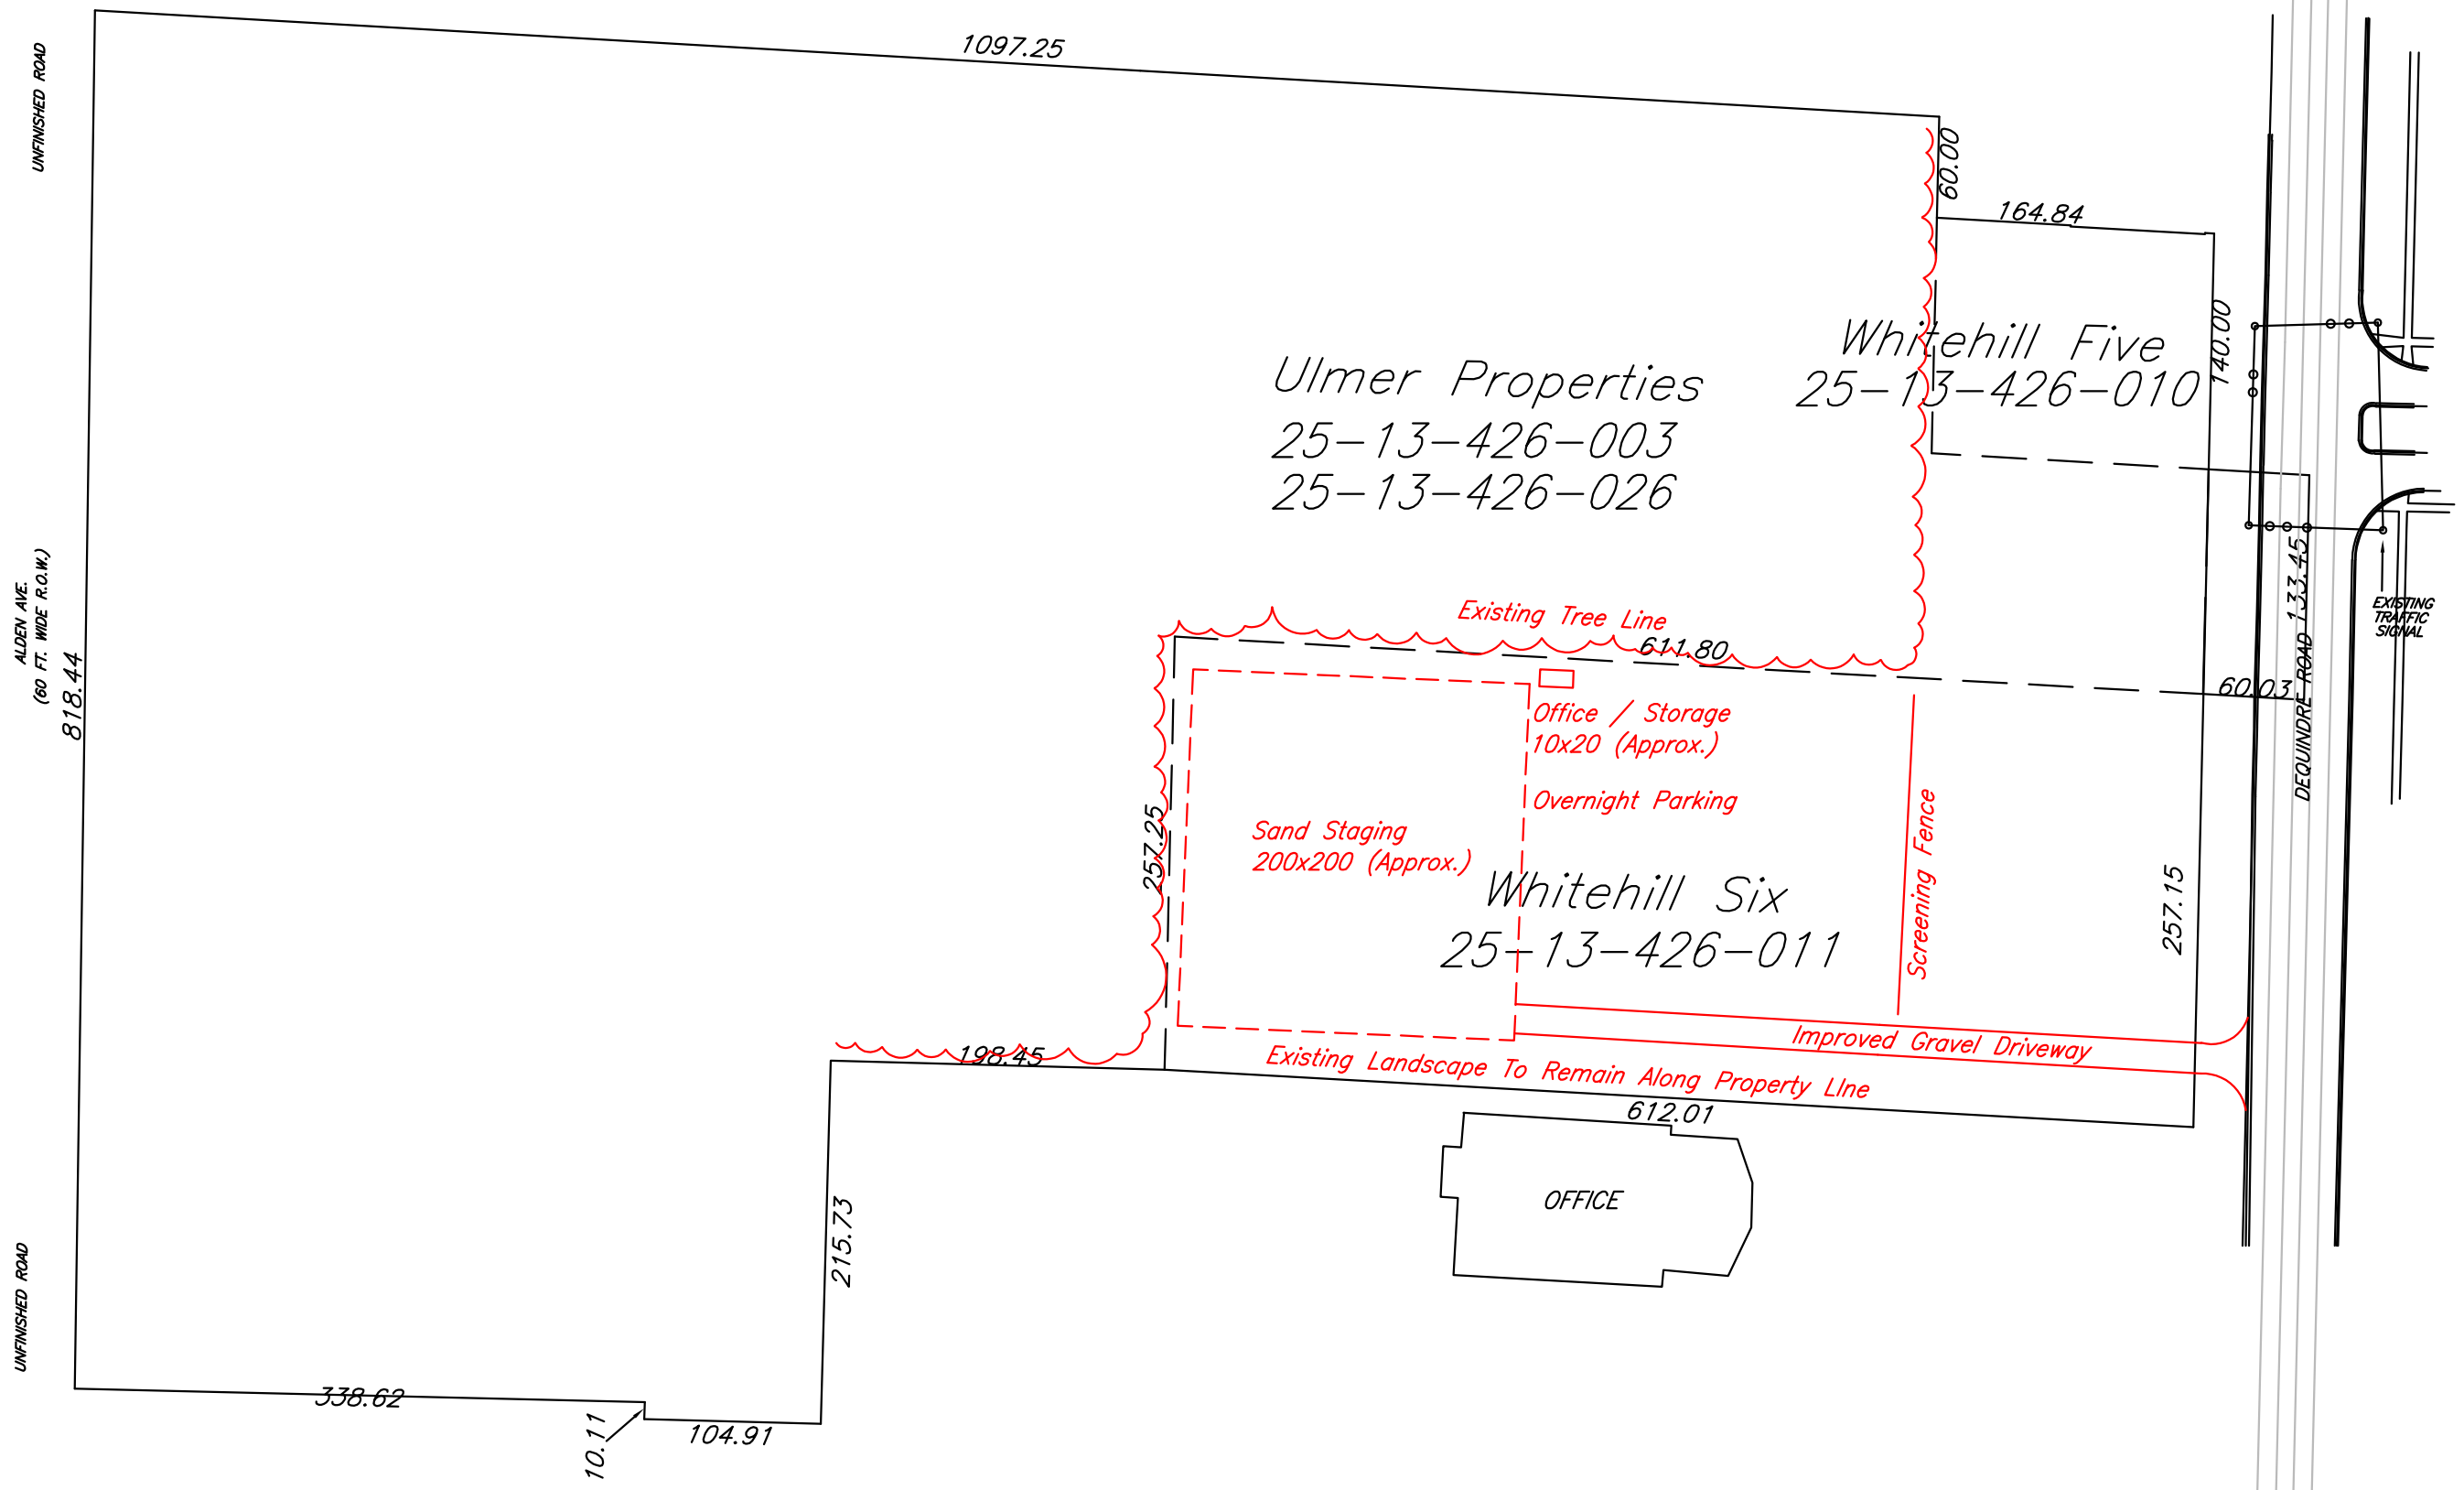 1097.25
UNFINISHED ROAD
60.00
164.84
140.00
Whitehill Five
25-13-426-010
Ulmer Properties
25-13-426-003
25-13-426-026
ALDEN AVE.
(60 FT. WIDE R.O.W.)
818.44
Existing Tree Line
611.80
133.45
EXISTING
TRAFFIC
SIGNAL
60.03
DEQUINDRE ROAD
Office / Storage
10x20 (Approx.)
Overnight Parking
Sand Staging
200x200 (Approx.)
257.25
Whitehill Six
25-13-426-011
Screening Fence
257.15
Improved Gravel Driveway
198.45
Existing Landscape To Remain Along Property LIne
612.01
OFFICE
215.73
UNFINISHED ROAD
338.62
10.11
104.91